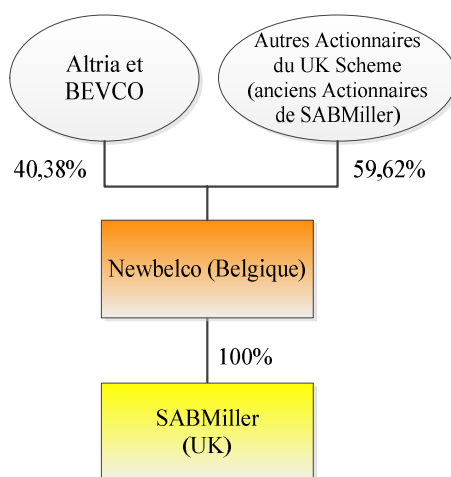 Altria et
BEVCO
Autres Actionnaires
du UK Scheme
(anciens Actionnaires
de SABMiller)
40,38%
59,62%
Newbelco (Belgique)
100%
SABMiller
(UK)